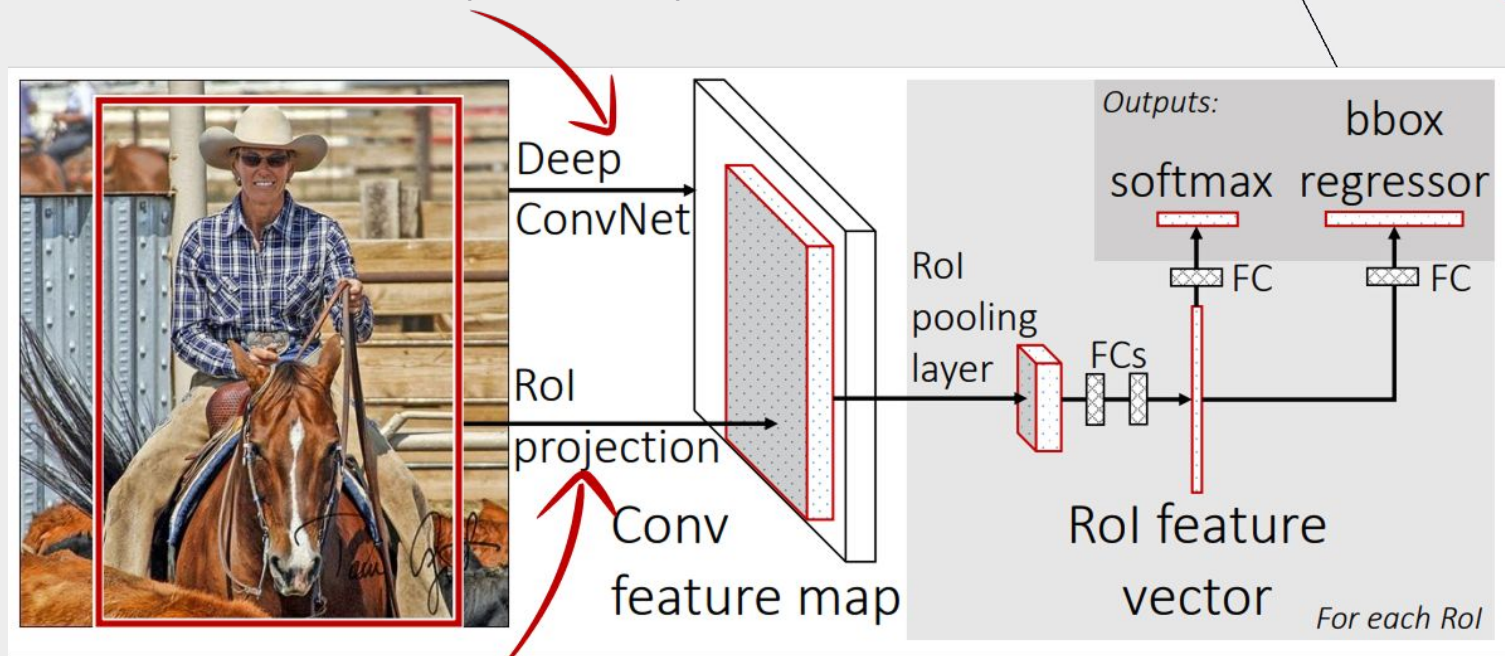 Deep
ConvNet
RoI
projection
Conv
feature map
RoI
pooling
layer
FCs
Outputs:
softmax
bbox
regressor
FC
FC
RoI feature
vector
For each RoI